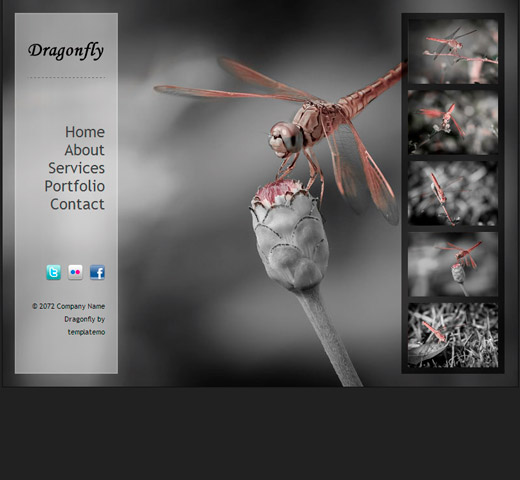 Dragonfly
Home
About
Services
Portfolio
Contact
© 2072 Company Name
Dragonfly by
templatemo